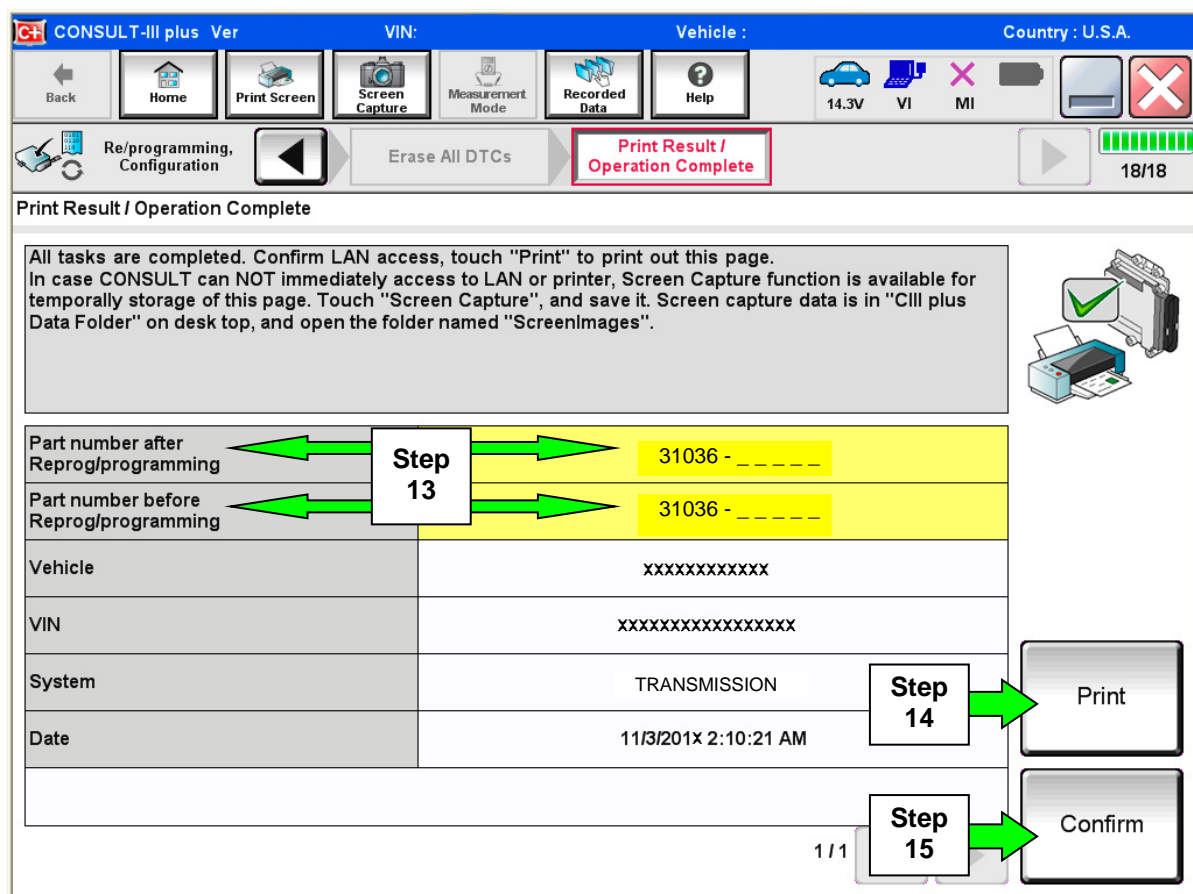 C+ CONSULT-III plus Ver VIN: Vehicle : Country : U.S.A.
Back
Home
Print Screen
Screen
Capture
Measurement
Mode
Recorded
Data
Help
14.3V
VI
MI
Re/programming,
Configuration
Erase All DTCs
Print Result /
Operation Complete
18/18
Print Result / Operation Complete
All tasks are completed. Confirm LAN access, touch "Print" to print out this page.
In case CONSULT can NOT immediately access to LAN or printer, Screen Capture function is available for
temporally storage of this page. Touch "Screen Capture", and save it. Screen capture data is in "CIII plus
Data Folder" on desk top, and open the folder named "ScreenImages".
Part number after
Reprog/programming
31036 - _ _ _ _ _
Step
13
Part number before
Reprog/programming
31036 - _ _ _ _ _
Vehicle
xxxxxxxxxxxx
VIN
xxxxxxxxxxxxxxxxx
System
TRANSMISSION
Step
14
Print
Date
11/3/201x 2:10:21 AM
Step
15
Confirm
1 / 1